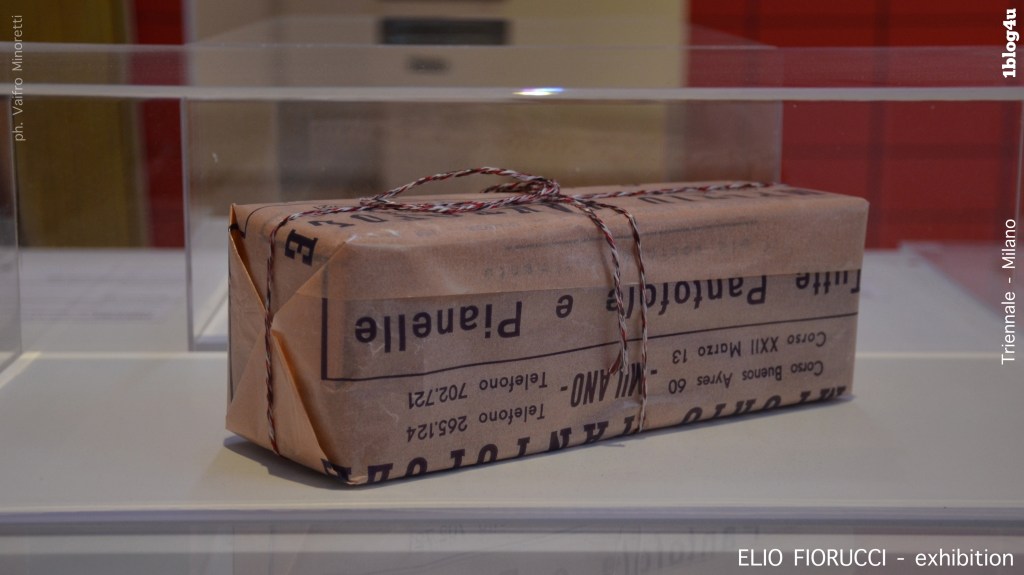 ph. Vaifro Minoretti
1blog4u
Triennale - Milano
Tutte Pantofole e Pianelle
Corso XXII Marzo 13
Telefono 702.721
- MILANO -
Corso Buenos Ayres 60
Telefono 265.124
ELIO FIORUCCI - exhibition